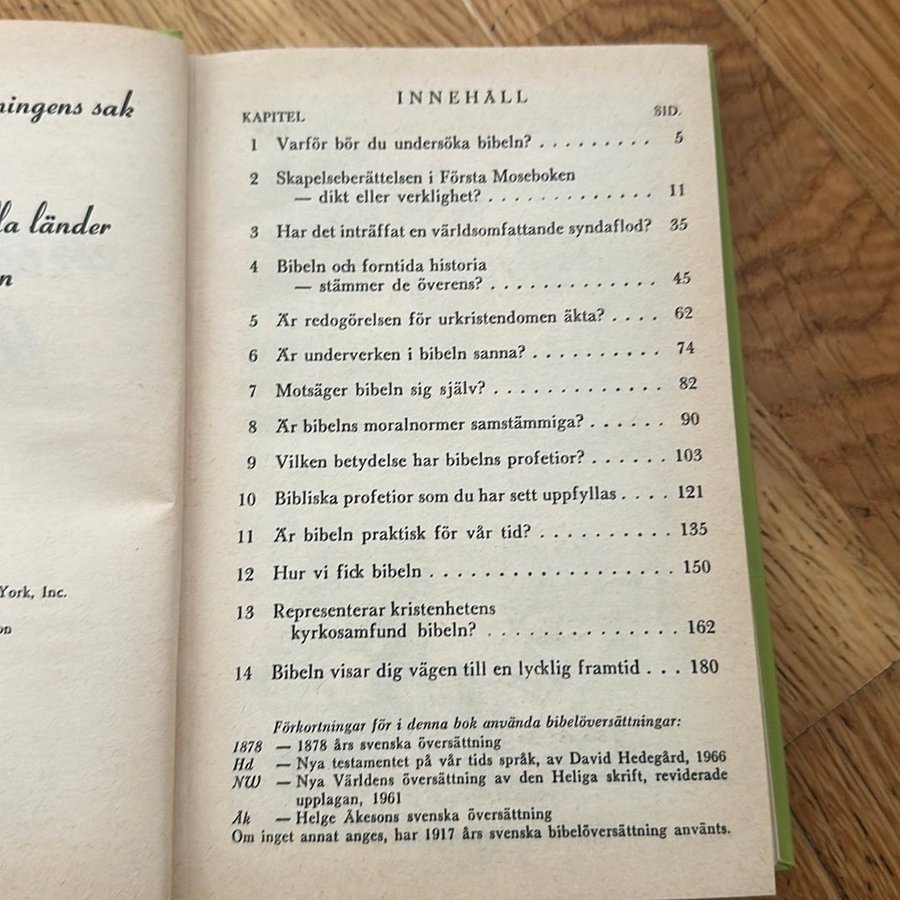 ningens sak
la länder
n
York, Inc.
on
INNEHÅLL
KAPITEL SID.
1 Varför bör du undersöka bibeln? . . . . . . . . . 5
2 Skapelseberättelsen i Första Moseboken
— dikt eller verklighet? . . . . . . . . . . . . . 11
3 Har det inträffat en världsomfattande syndaflod? 35
4 Bibeln och forntida historia
— stämmer de överens? . . . . . . . . . . . . . 45
5 Är redogörelsen för urkristendomen äkta? . . . . 62
6 Är underverken i bibeln sanna? . . . . . . . . . . 74
7 Motsäger bibeln sig själv? . . . . . . . . . . . . . 82
8 Är bibelns moralnormer samstämmiga? . . . . . . 90
9 Vilken betydelse har bibelns profetior? . . . . . . 103
10 Bibliska profetior som du har sett uppfyllas . . . . 121
11 Är bibeln praktisk för vår tid? . . . . . . . . . . 135
12 Hur vi fick bibeln . . . . . . . . . . . . . . . . . . 150
13 Representerar kristenhetens
kyrkosamfund bibeln? . . . . . . . . . . . . . . 162
14 Bibeln visar dig vägen till en lycklig framtid . . . 180
Förkortningar för i denna bok använda bibelöversättningar:
1878 — 1878 års svenska översättning
Hd — Nya testamentet på vår tids språk, av David Hedegård, 1966
NW — Nya Världens översättning av den Heliga skrift, reviderade
upplagan, 1961
Åk — Helge Åkesons svenska översättning
Om inget annat anges, har 1917 års svenska bibelöversättning använts.